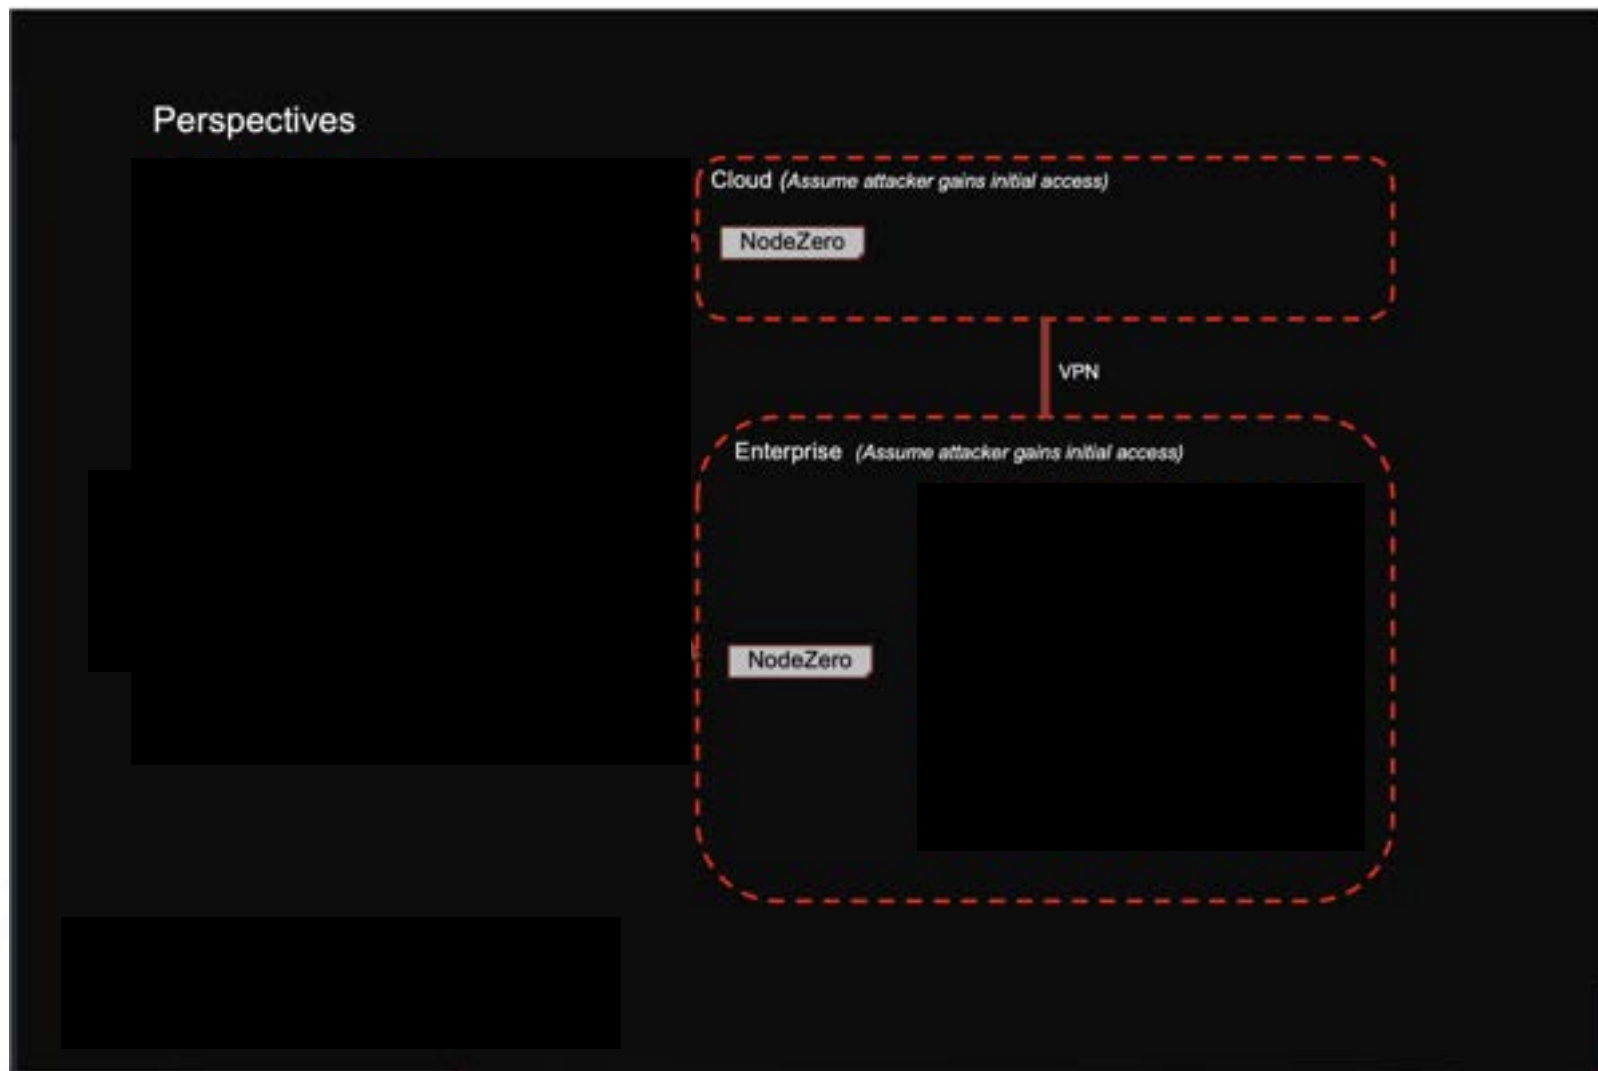 Perspectives
Cloud (Assume attacker gains initial access)
NodeZero
VPN
Enterprise (Assume attacker gains initial access)
NodeZero